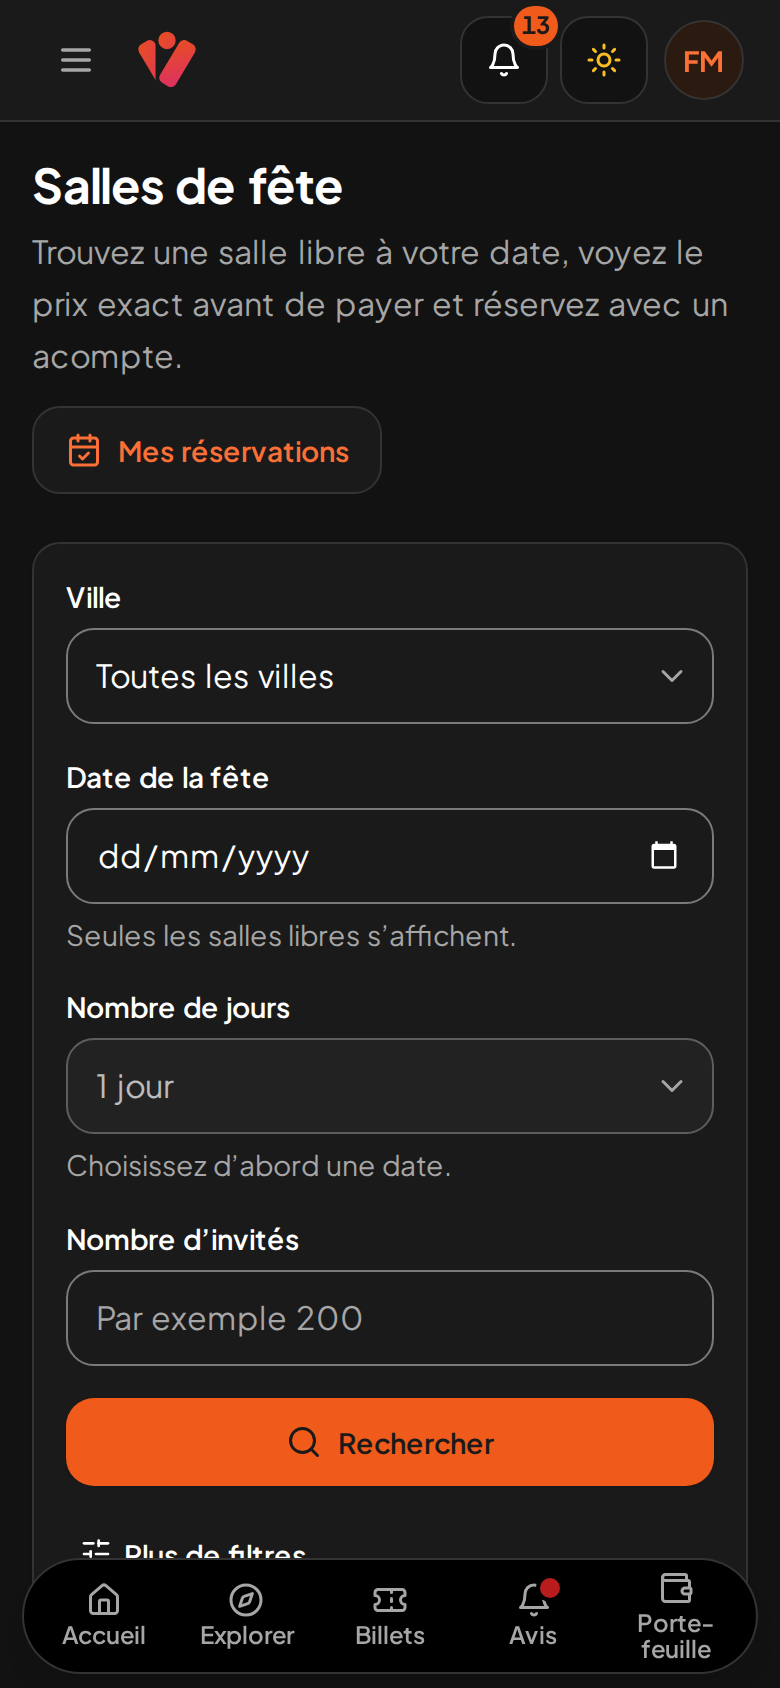 13
FM
Salles de fête
Trouvez une salle libre à votre date, voyez le
prix exact avant de payer et réservez avec un
acompte.
Mes réservations
Ville
Toutes les villes
Date de la fête
dd/mm/yyyy
Seules les salles libres s’affichent.
Nombre de jours
1 jour
Choisissez d’abord une date.
Nombre d’invités
Par exemple 200
Rechercher
Plus de filtres
Accueil
Explorer
Billets
Avis
Porte-
feuille